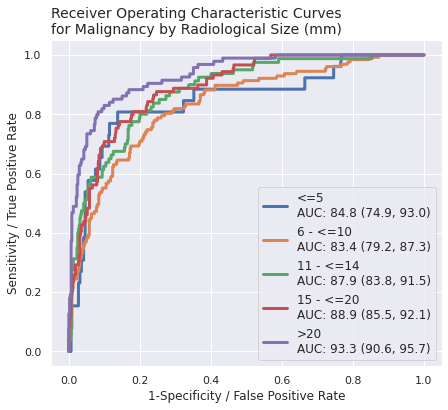 Receiver Operating Characteristic Curves
for Malignancy by Radiological Size (mm)
Sensitivity / True Positive Rate
1.0
0.8
0.6
0.4
0.2
0.0
<=5
AUC: 84.8 (74.9, 93.0)
6 - <=10
AUC: 83.4 (79.2, 87.3)
11 - <=14
AUC: 87.9 (83.8, 91.5)
15 - <=20
AUC: 88.9 (85.5, 92.1)
>20
AUC: 93.3 (90.6, 95.7)
0.0 0.2 0.4 0.6 0.8 1.0
1-Specificity / False Positive Rate